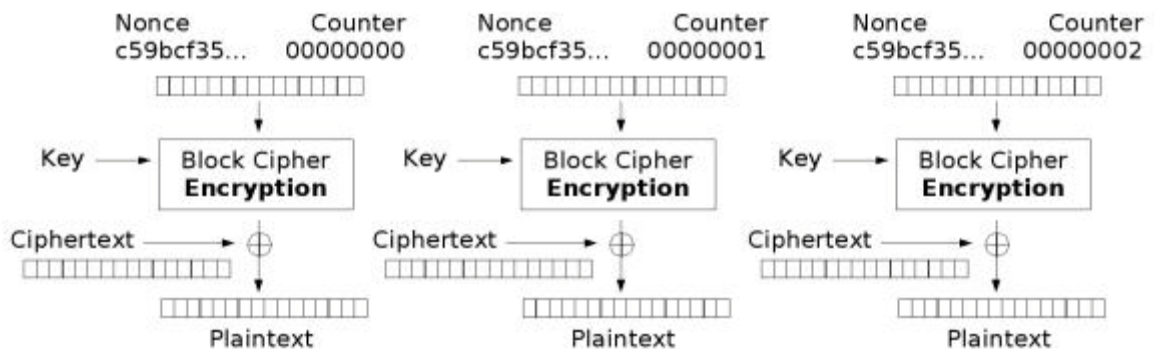 Nonce Counter
c59bcf35... 00000000
Key
Block Cipher
Encryption
Ciphertext
Plaintext
Nonce Counter
c59bcf35... 00000001
Key
Block Cipher
Encryption
Ciphertext
Plaintext
Nonce Counter
c59bcf35... 00000002
Key
Block Cipher
Encryption
Ciphertext
Plaintext